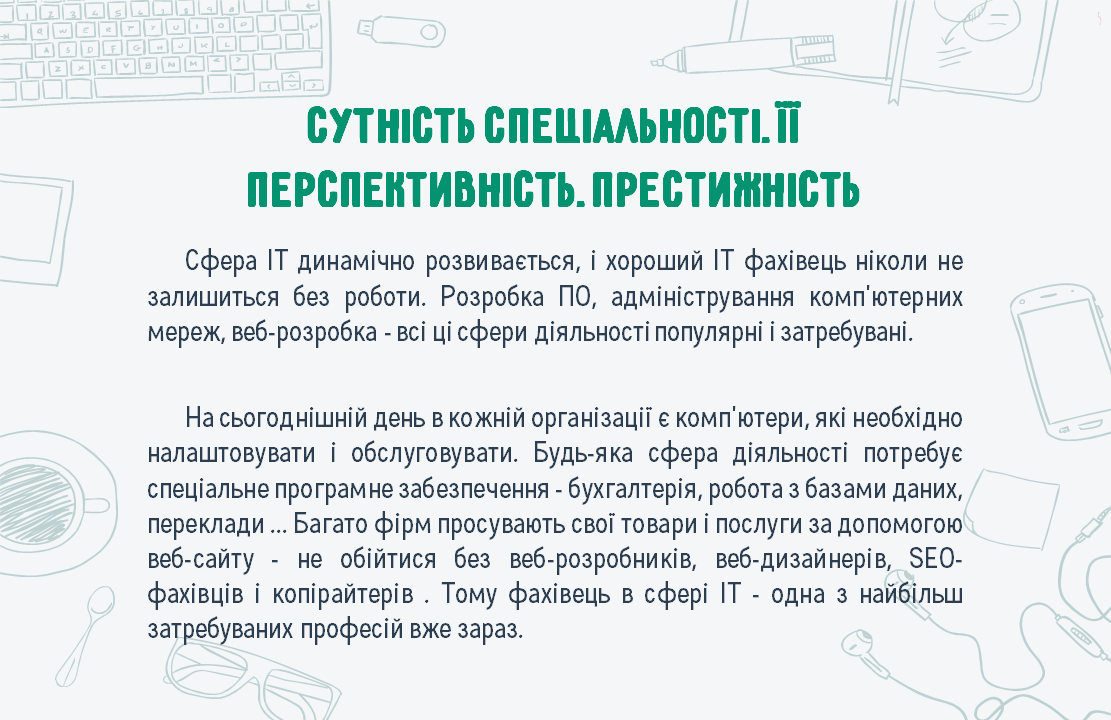 СУТНІСТЬ СПЕЦІАЛЬНОСТІ. ЇЇ
ПЕРСПЕКТИВНІСТЬ. ПРЕСТИЖНІСТЬ
Сфера ІТ динамічно розвивається, і хороший ІТ фахівець ніколи не
залишиться без роботи. Розробка ПО, адміністрування комп'ютерних
мереж, веб-розробка - всі ці сфери діяльності популярні і затребувані.
На сьогоднішній день в кожній організації є комп'ютери, які необхідно
налаштовувати і обслуговувати. Будь-яка сфера діяльності потребує
спеціальне програмне забезпечення - бухгалтерія, робота з базами даних,
переклади ... Багато фірм просувають свої товари і послуги за допомогою
веб-сайту - не обійтися без веб-розробників, веб-дизайнерів, SEO-
фахівців і копірайтерів . Тому фахівець в сфері ІТ - одна з найбільш
затребуваних професій вже зараз.